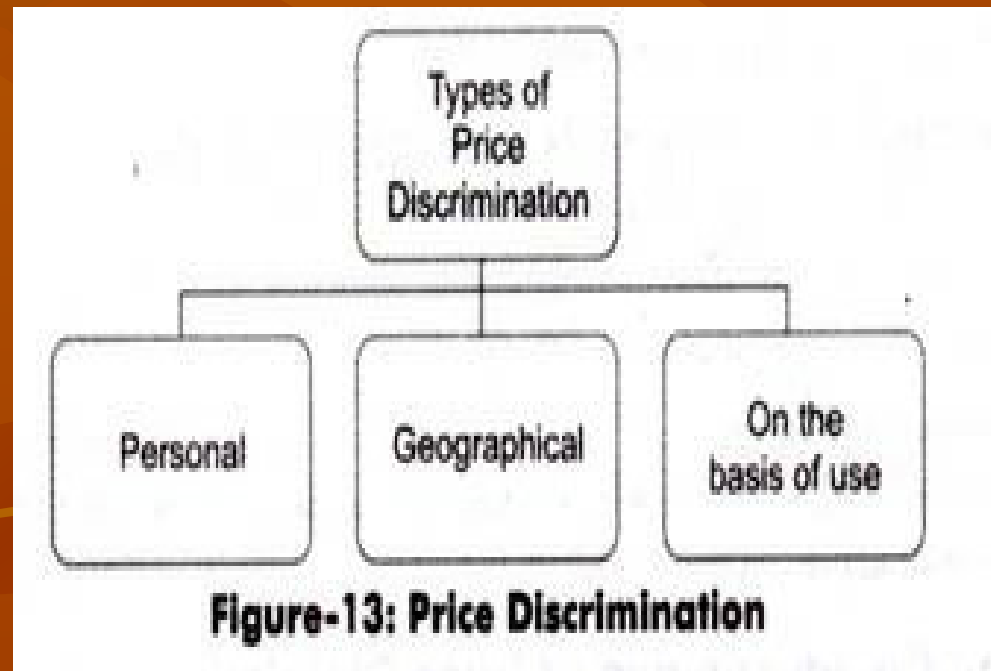 Types of
Price
Discrimination
Personal
Geographical
On the
basis of use
Figure-13: Price Discrimination